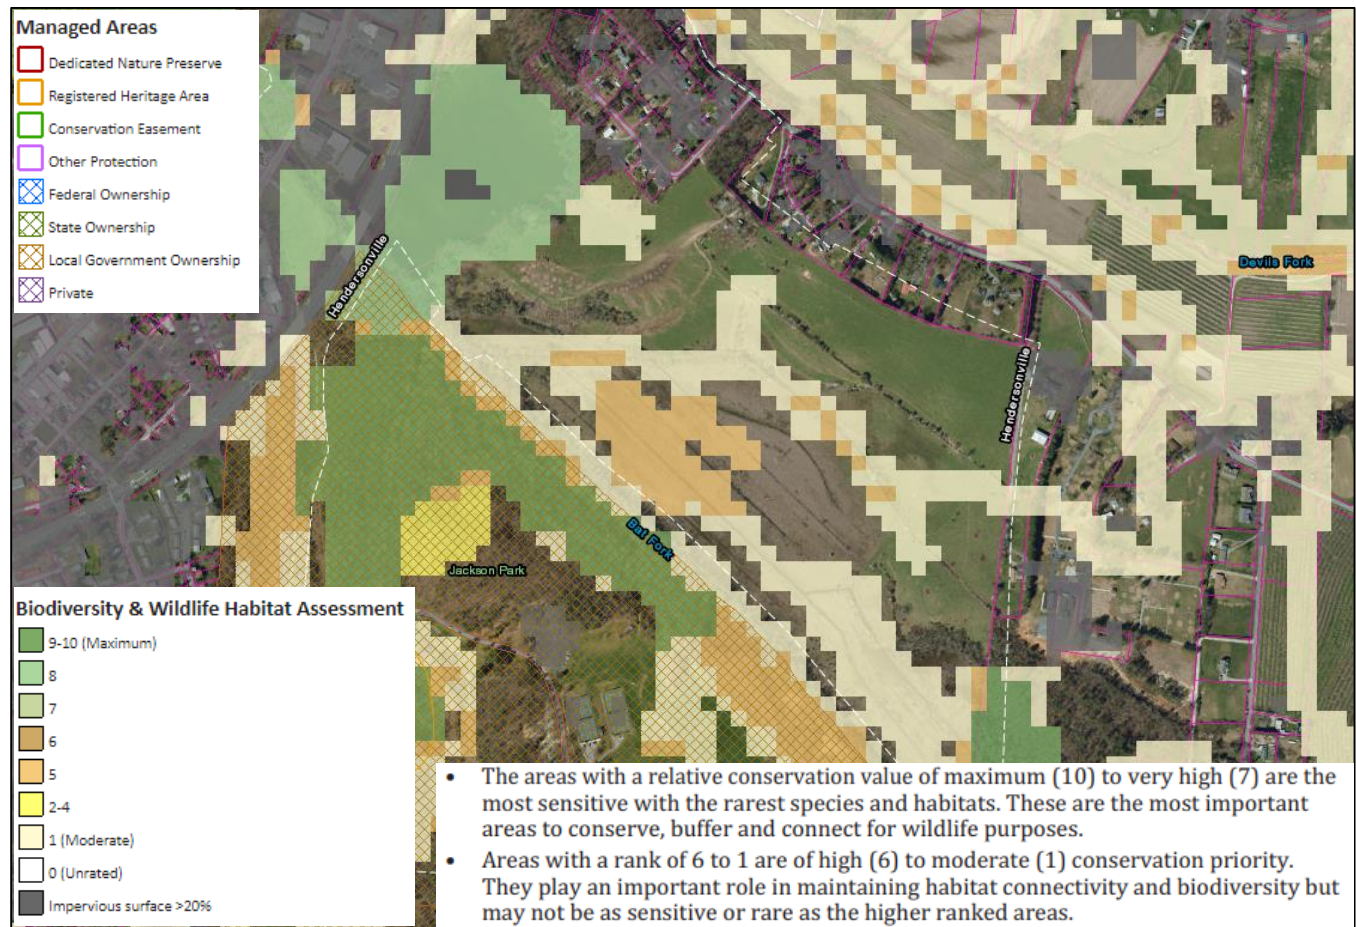 Managed Areas
Dedicated Nature Preserve
Registered Heritage Area
Conservation Easement
Other Protection
Federal Ownership
State Ownership
Local Government Ownership
Private
Hendersonville
Devils Fork
Hendersonville
Bat Fork
Jackson Park
Biodiversity & Wildlife Habitat Assessment
9-10 (Maximum)
8
7
6
5
2-4
1 (Moderate)
0 (Unrated)
Impervious surface >20%
• The areas with a relative conservation value of maximum (10) to very high (7) are the
most sensitive with the rarest species and habitats. These are the most important
areas to conserve, buffer and connect for wildlife purposes.
• Areas with a rank of 6 to 1 are of high (6) to moderate (1) conservation priority.
They play an important role in maintaining habitat connectivity and biodiversity but
may not be as sensitive or rare as the higher ranked areas.